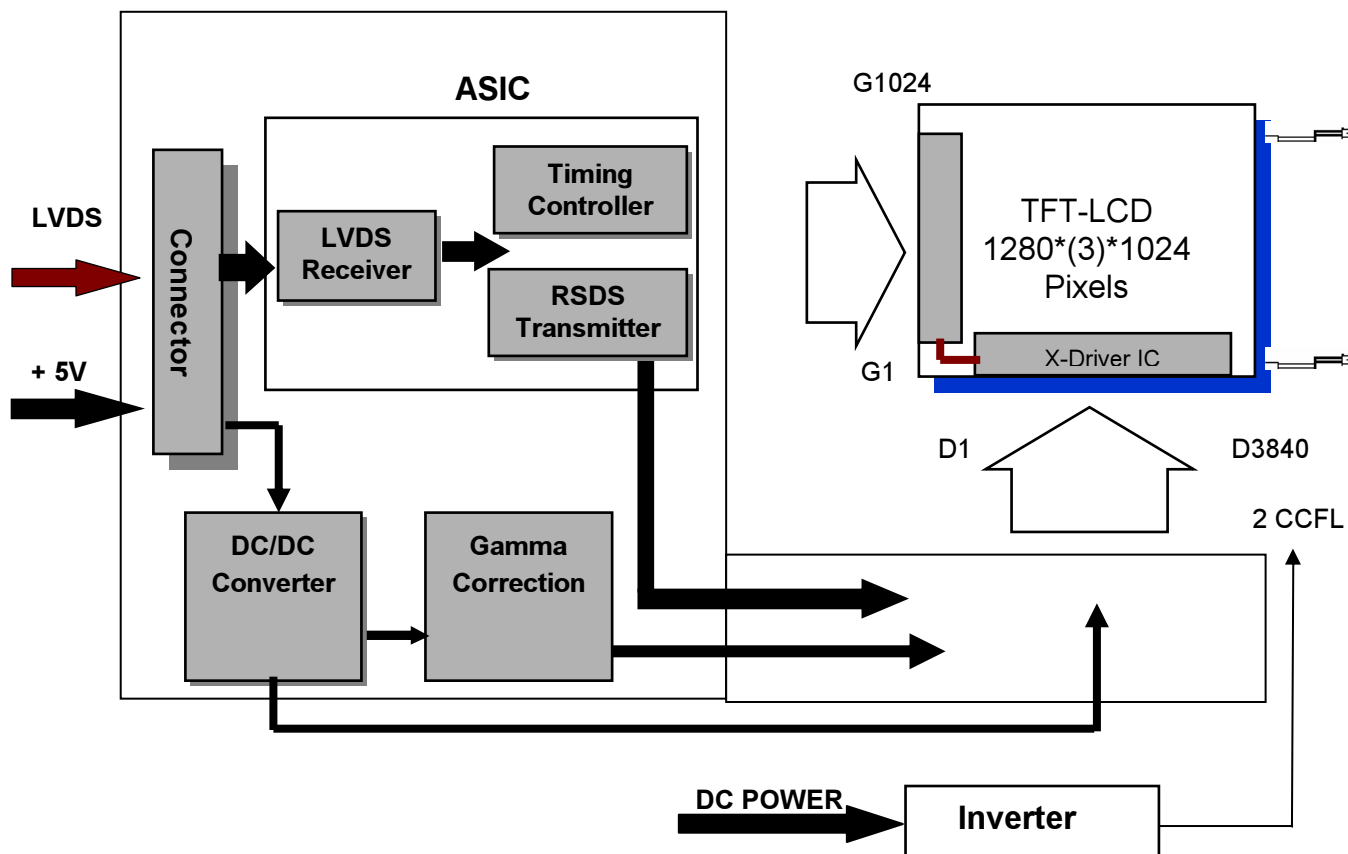 ASIC
G1024
LVDS
Connector
LVDS
Receiver
Timing
Controller
RSDS
Transmitter
TFT-LCD
1280*(3)*1024
Pixels
X-Driver IC
+ 5V
G1
D1
D3840
2 CCFL
DC/DC
Converter
Gamma
Correction
DC POWER
Inverter